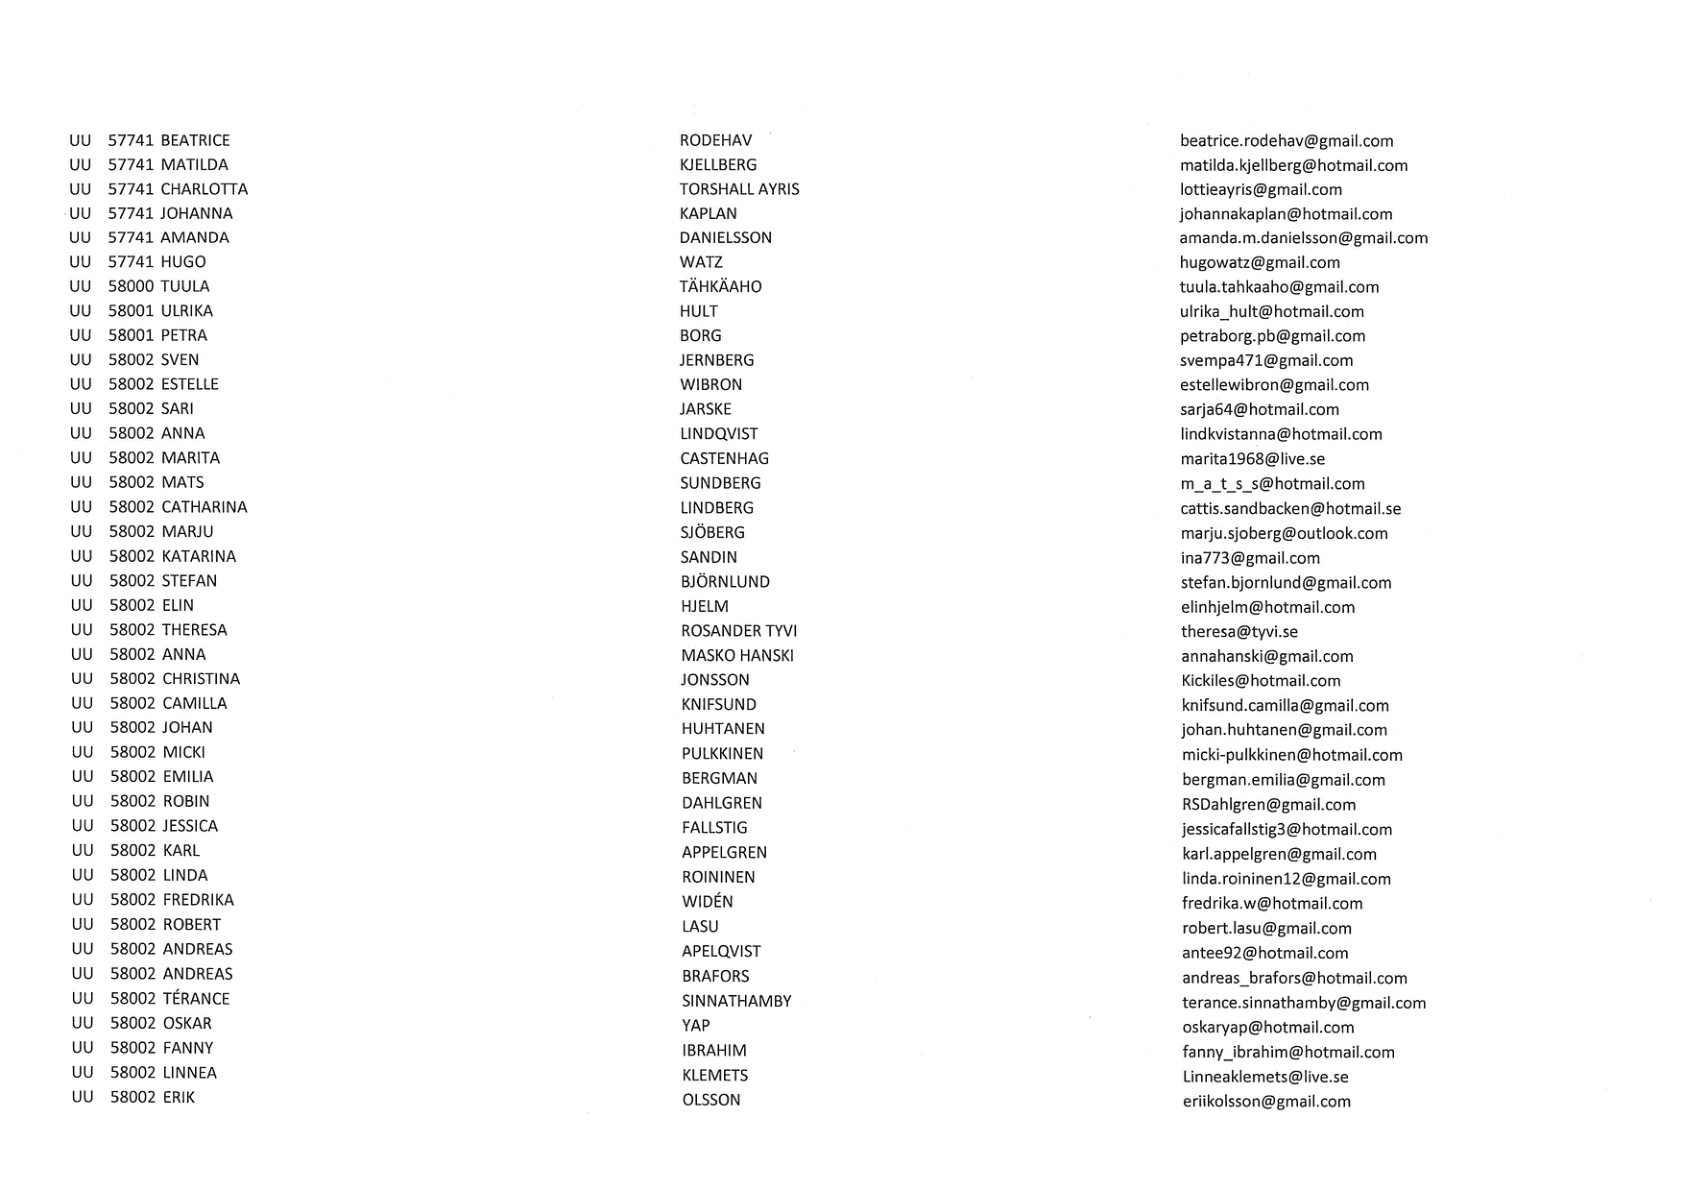 UU 57741 BEATRICE RODEHAV beatrice.rodehav@gmail.com
UU 57741 MATILDA KJELLBERG matilda.kjellberg@hotmail.com
UU 57741 CHARLOTTA TORSHALL AYRIS lottieayris@gmail.com
UU 57741 JOHANNA KAPLAN johannakaplan@hotmail.com
UU 57741 AMANDA DANIELSSON amanda.m.danielsson@gmail.com
UU 57741 HUGO WATZ hugowatz@gmail.com
UU 58000 TUULA TÄHKÄAHO tuula.tahkaaho@gmail.com
UU 58001 ULRIKA HULT ulrika_hult@hotmail.com
UU 58001 PETRA BORG petraborg.pb@gmail.com
UU 58002 SVEN JERNBERG svempa471@gmail.com
UU 58002 ESTELLE WIBRON estellewibron@gmail.com
UU 58002 SARI JARSKE sarja64@hotmail.com
UU 58002 ANNA LINDQVIST lindkvistanna@hotmail.com
UU 58002 MARITA CASTENHAG marita1968@live.se
UU 58002 MATS SUNDBERG m_a_t_s_s@hotmail.com
UU 58002 CATHARINA LINDBERG cattis.sandbacken@hotmail.se
UU 58002 MARJU SJÖBERG marju.sjoberg@outlook.com
UU 58002 KATARINA SANDIN ina773@gmail.com
UU 58002 STEFAN BJÖRNLUND stefan.bjornlund@gmail.com
UU 58002 ELIN HJELM elinhjelm@hotmail.com
UU 58002 THERESA ROSANDER TYVI theresa@tyvi.se
UU 58002 ANNA MASKO HANSKI annahanski@gmail.com
UU 58002 CHRISTINA JONSSON Kickiles@hotmail.com
UU 58002 CAMILLA KNIFSUND knifsund.camilla@gmail.com
UU 58002 JOHAN HUHTANEN johan.huhtanen@gmail.com
UU 58002 MICKI PULKKINEN micki-pulkkinen@hotmail.com
UU 58002 EMILIA BERGMAN bergman.emilia@gmail.com
UU 58002 ROBIN DAHLGREN RSDahlgren@gmail.com
UU 58002 JESSICA FALLSTIG jessicafallstig3@hotmail.com
UU 58002 KARL APPELGREN karl.appelgren@gmail.com
UU 58002 LINDA ROININEN linda.roininen12@gmail.com
UU 58002 FREDRIKA WIDÉN fredrika.w@hotmail.com
UU 58002 ROBERT LASU robert.lasu@gmail.com
UU 58002 ANDREAS APELQVIST antee92@hotmail.com
UU 58002 ANDREAS BRAFORS andreas_brafors@hotmail.com
UU 58002 TÉRANCE SINNATHAMBY terance.sinnathamby@gmail.com
UU 58002 OSKAR YAP oskaryap@hotmail.com
UU 58002 FANNY IBRAHIM fanny_ibrahim@hotmail.com
UU 58002 LINNEA KLEMETS Linneaklemets@live.se
UU 58002 ERIK OLSSON eriikolsson@gmail.com